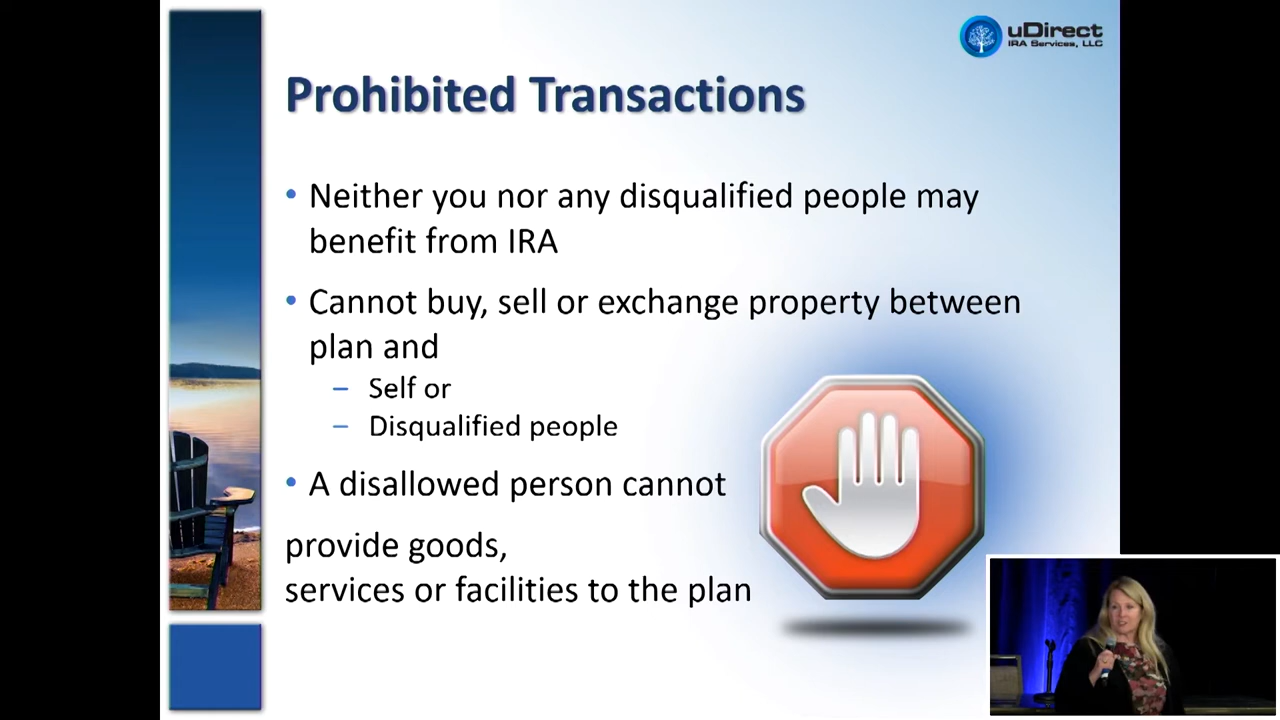 uDirect
IRA Services, LLC
Prohibited Transactions
• Neither you nor any disqualified people may
benefit from IRA
• Cannot buy, sell or exchange property between
plan and
– Self or
– Disqualified people
• A disallowed person cannot
provide goods,
services or facilities to the plan